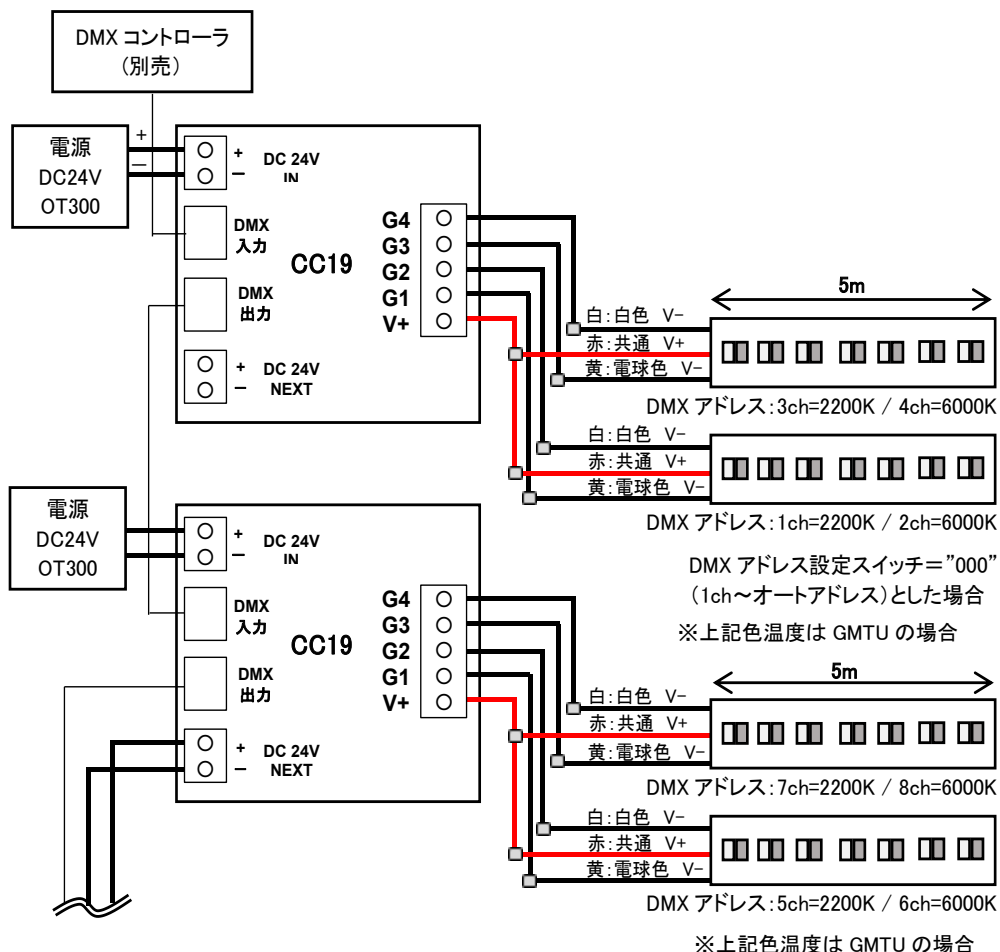 DMX コントローラ
(別売)
電源
DC24V
OT300
+
−
+
−
DC 24V
IN
DMX
入力
DMX
出力
+
−
DC 24V
NEXT
CC19
G4
G3
G2
G1
V+
白:白色 V-
赤:共通 V+
黄:電球色 V-
5m
DMX アドレス:3ch=2200K / 4ch=6000K
白:白色 V-
赤:共通 V+
黄:電球色 V-
DMX アドレス:1ch=2200K / 2ch=6000K
DMX アドレス設定スイッチ="000"
(1ch～オートアドレス)とした場合
※上記色温度は GMTU の場合
電源
DC24V
OT300
+
−
DC 24V
IN
DMX
入力
DMX
出力
+
−
DC 24V
NEXT
CC19
G4
G3
G2
G1
V+
5m
白:白色 V-
赤:共通 V+
黄:電球色 V-
DMX アドレス:7ch=2200K / 8ch=6000K
白:白色 V-
赤:共通 V+
黄:電球色 V-
DMX アドレス:5ch=2200K / 6ch=6000K
※上記色温度は GMTU の場合